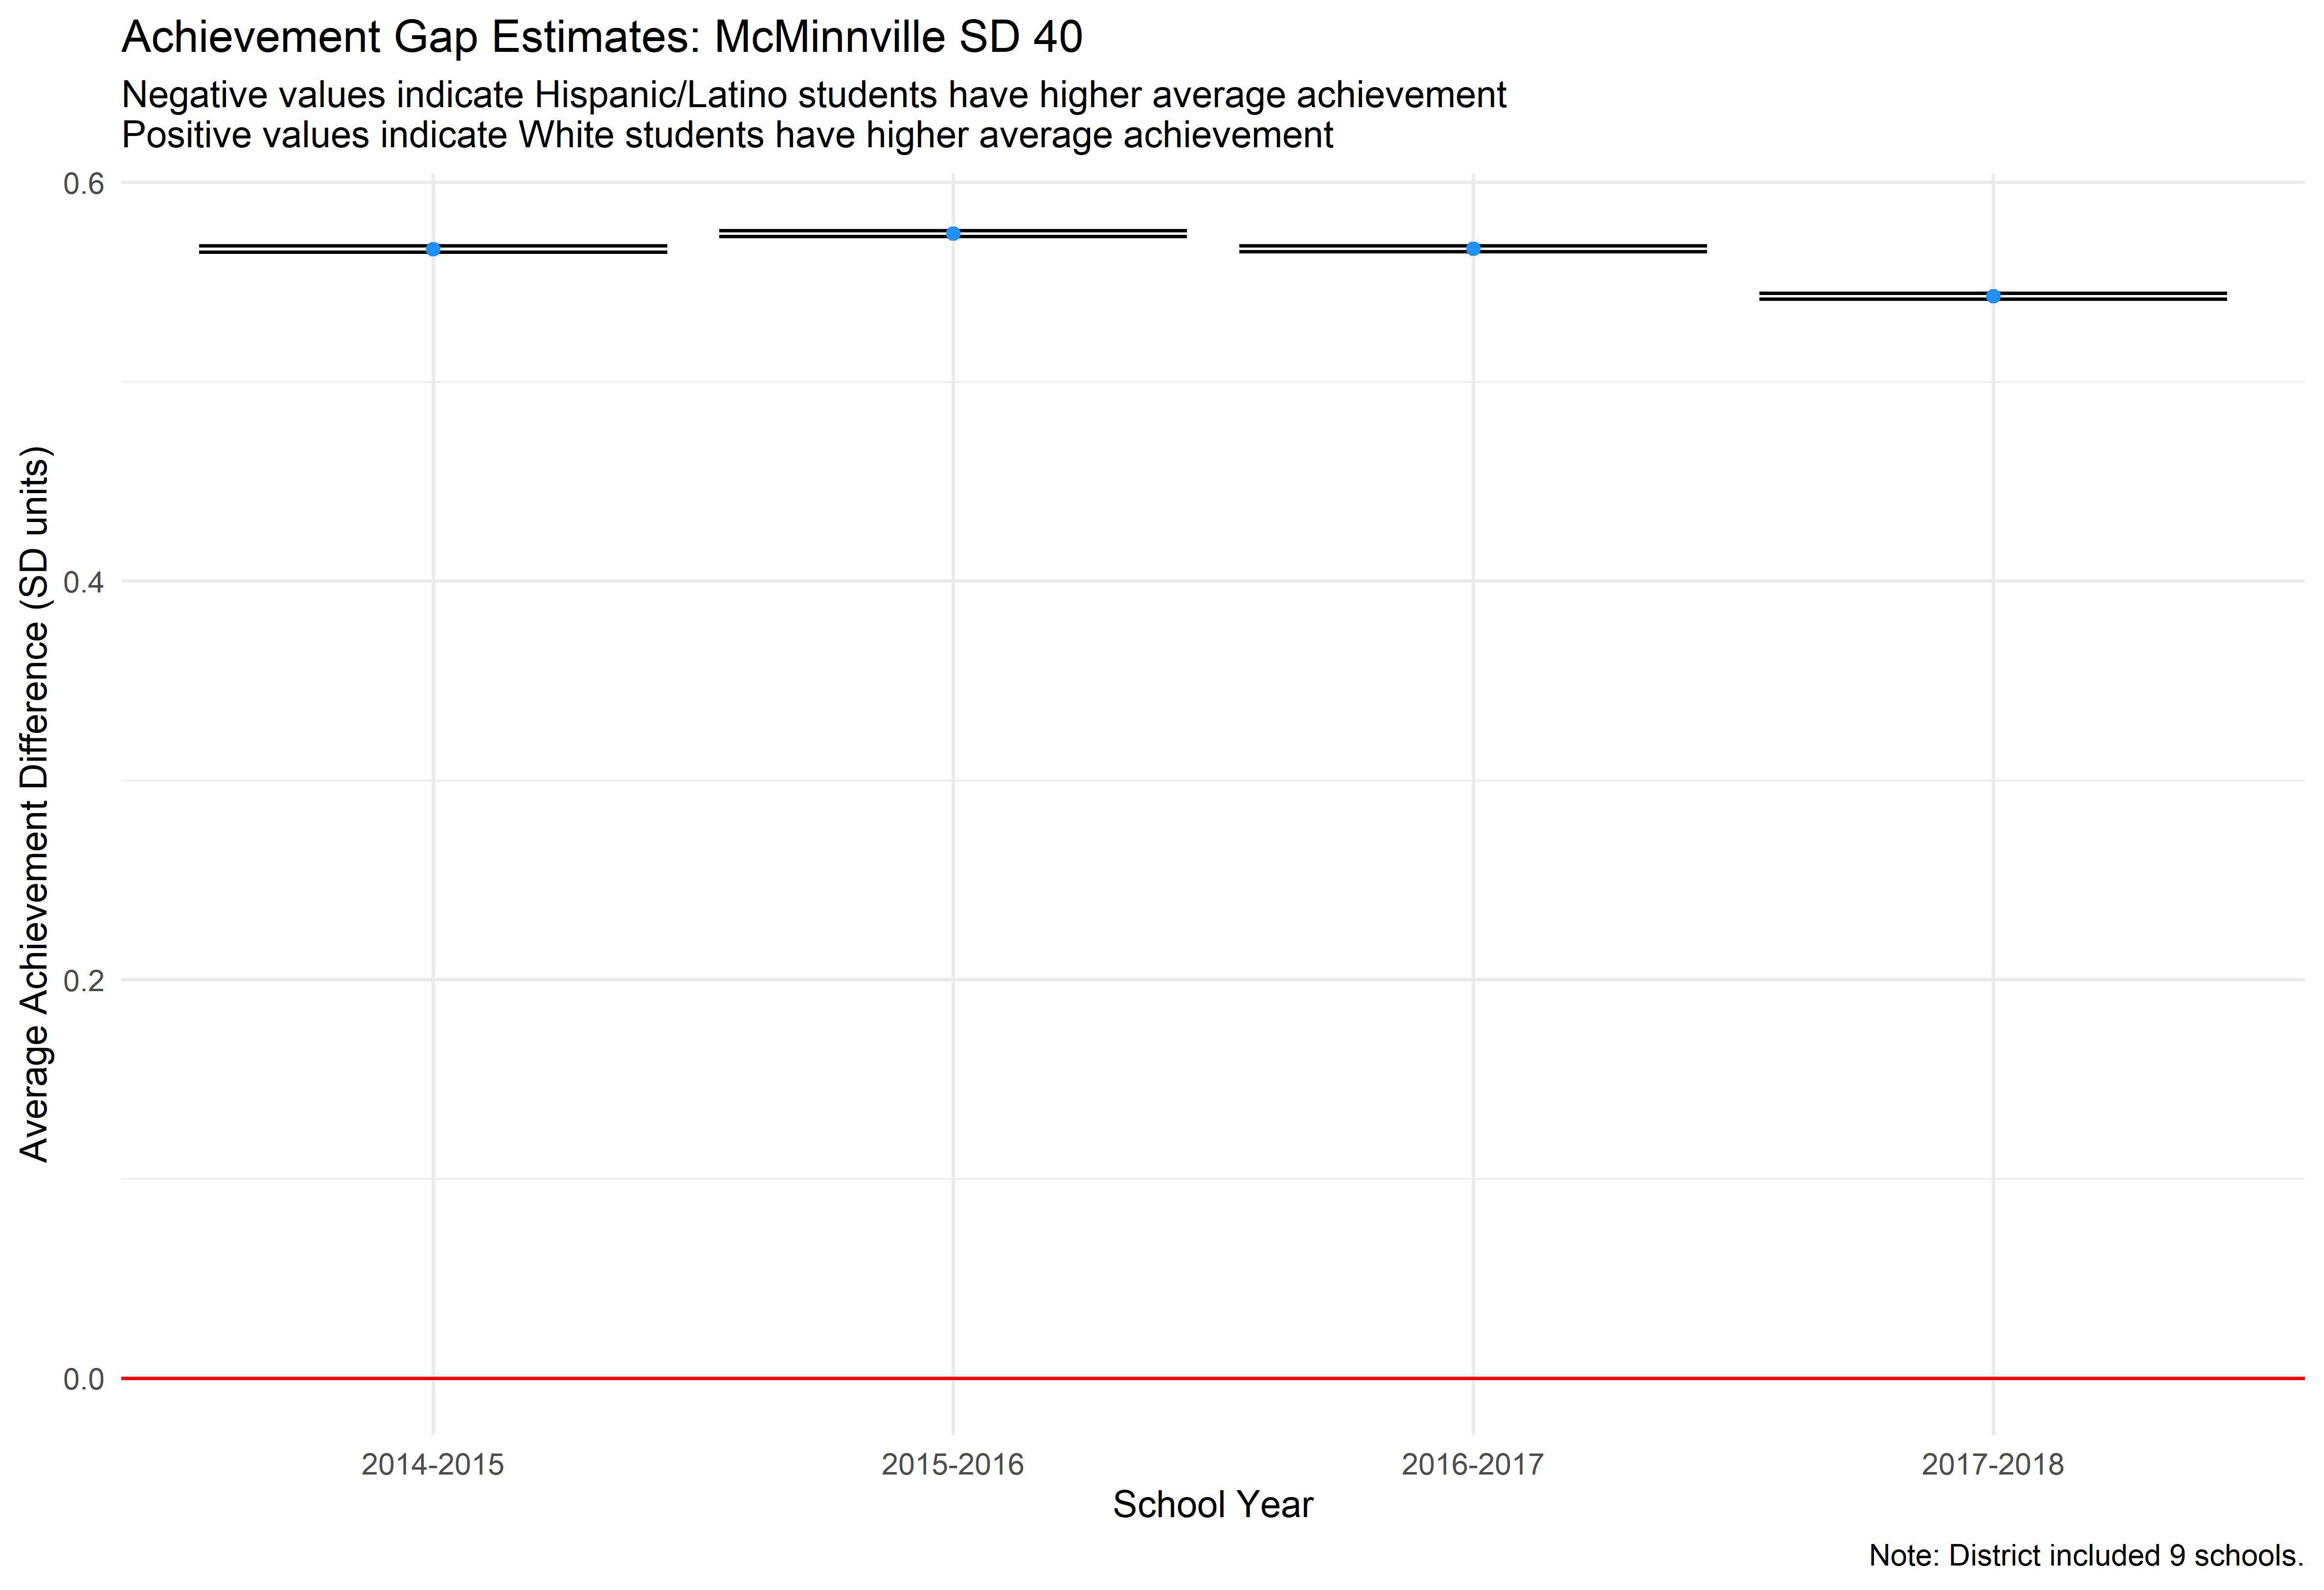 Achievement Gap Estimates: McMinnville SD 40
Negative values indicate Hispanic/Latino students have higher average achievement
Positive values indicate White students have higher average achievement
Average Achievement Difference (SD units)
0.6
0.4
0.2
0.0
2014-2015
2015-2016
2016-2017
2017-2018
School Year
Note: District included 9 schools.